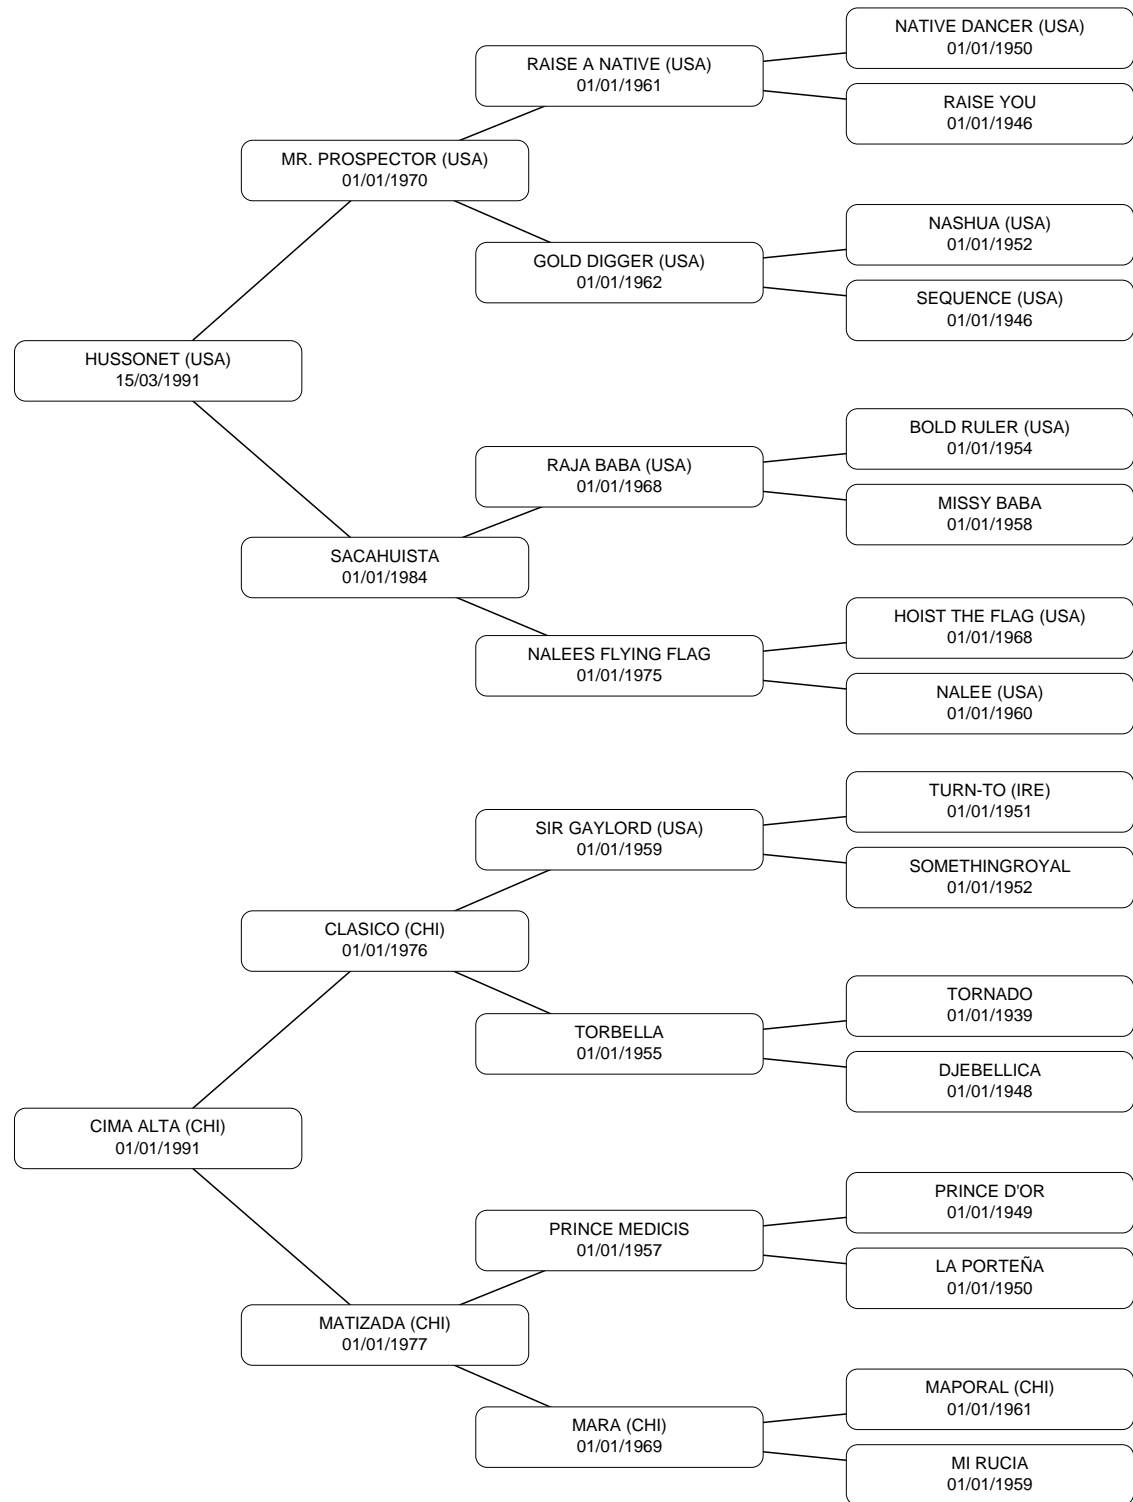 NATIVE DANCER (USA)
01/01/1950
RAISE A NATIVE (USA)
01/01/1961
RAISE YOU
01/01/1946
MR. PROSPECTOR (USA)
01/01/1970
NASHUA (USA)
01/01/1952
GOLD DIGGER (USA)
01/01/1962
SEQUENCE (USA)
01/01/1946
HUSSONET (USA)
15/03/1991
BOLD RULER (USA)
01/01/1954
RAJA BABA (USA)
01/01/1968
MISSY BABA
01/01/1958
SACAHUISTA
01/01/1984
HOIST THE FLAG (USA)
01/01/1968
NALEES FLYING FLAG
01/01/1975
NALEE (USA)
01/01/1960
TURN-TO (IRE)
01/01/1951
SIR GAYLORD (USA)
01/01/1959
SOMETHINGROYAL
01/01/1952
CLASICO (CHI)
01/01/1976
TORNADO
01/01/1939
TORBELLA
01/01/1955
DJEBELLICA
01/01/1948
CIMA ALTA (CHI)
01/01/1991
PRINCE D'OR
01/01/1949
PRINCE MEDICIS
01/01/1957
LA PORTEÑA
01/01/1950
MATIZADA (CHI)
01/01/1977
MAPORAL (CHI)
01/01/1961
MARA (CHI)
01/01/1969
MI RUCIA
01/01/1959